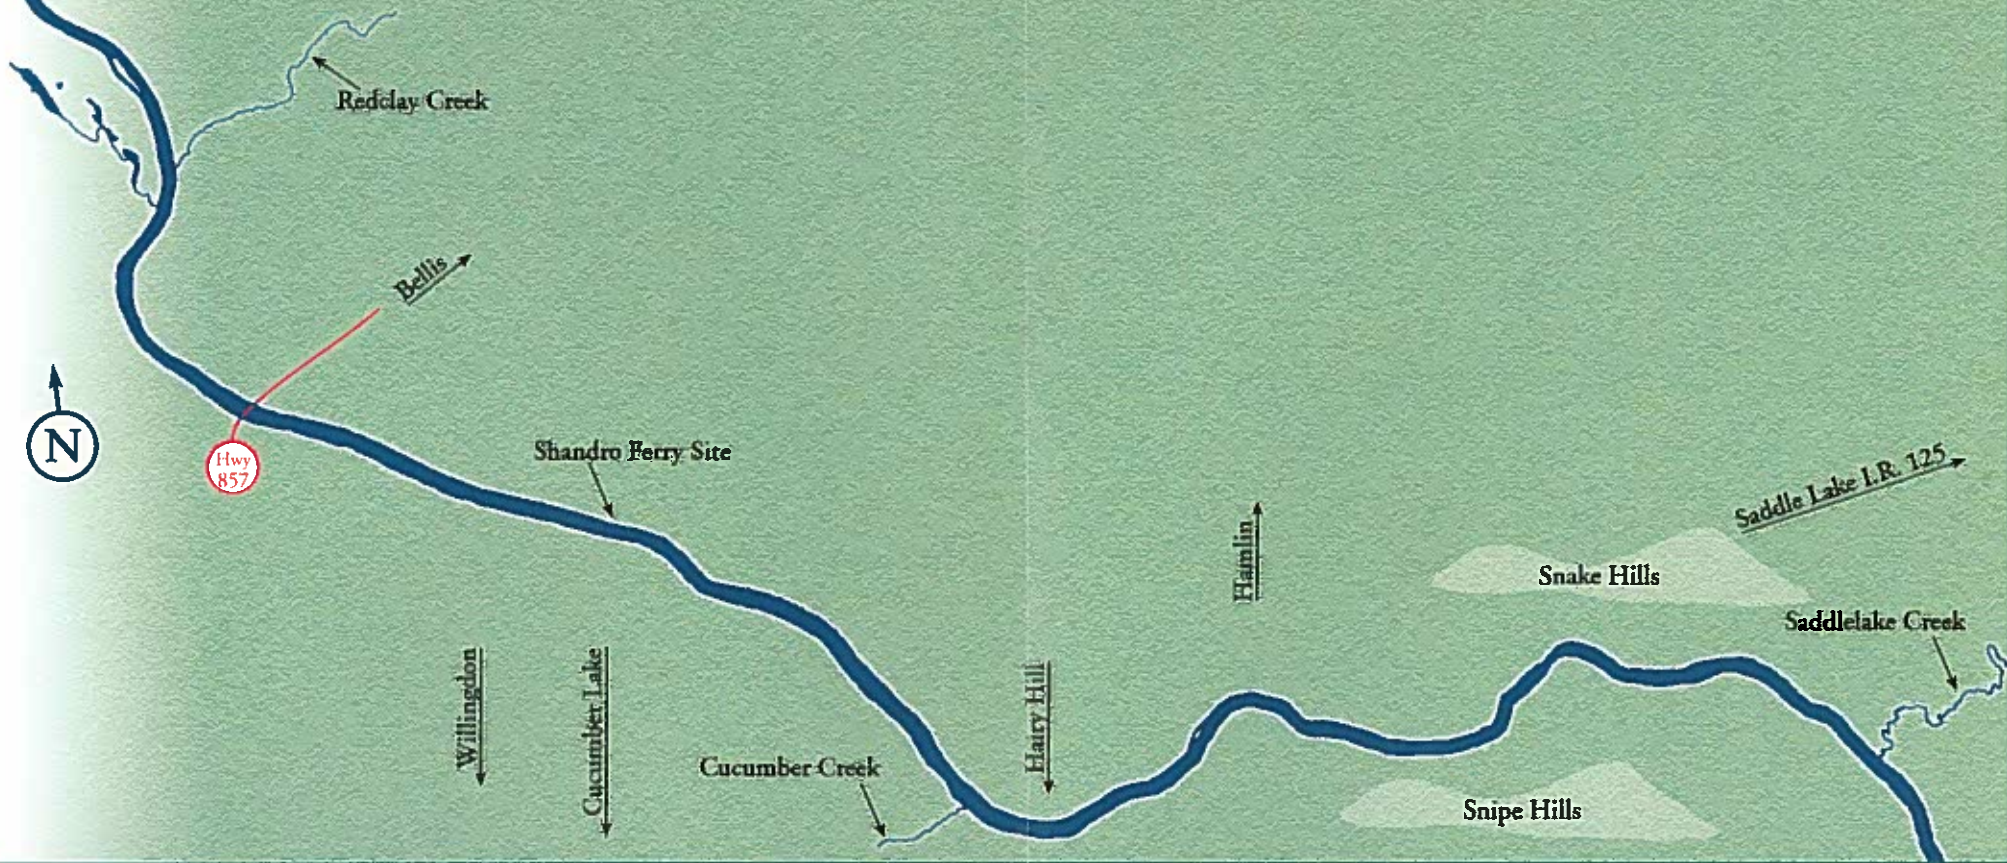 Redclay Creek
Bellis
N
Hwy
857
Shandro Ferry Site
Saddle Lake I.R. 125
Hamlin
Snake Hills
Saddlelake Creek
Willingdon
Cucumber Lake
Hairy Hill
Cucumber Creek
Snipe Hills